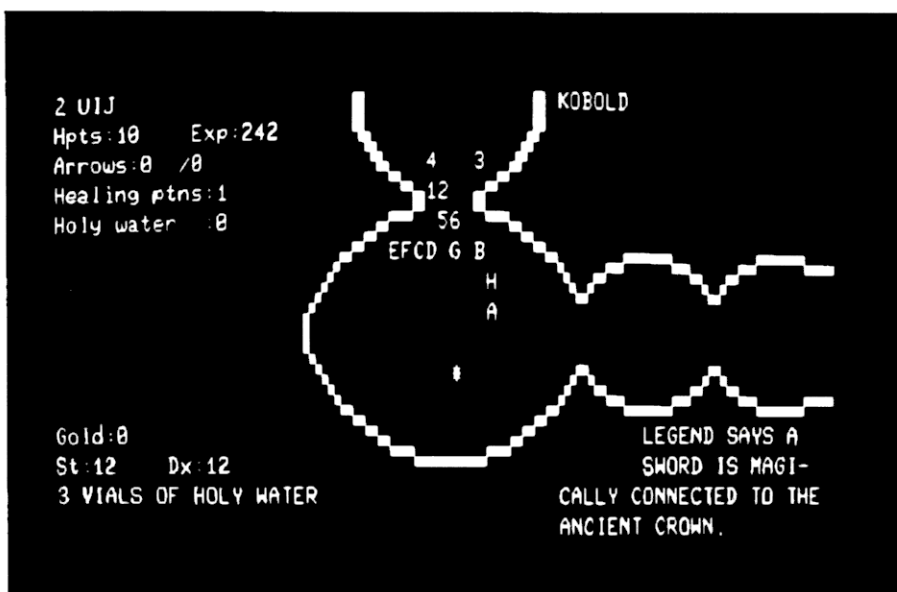 2 UIJ
KOBOLD
Hpts:10 Exp:242
Arrows:0 /0
4 3
Healing ptns:1
12
Holy water :0
56
EFCD G B
H
A
Gold:0
St:12 Dx:12
3 VIALS OF HOLY WATER
LEGEND SAYS A
SWORD IS MAGI-
CALLY CONNECTED TO THE
ANCIENT CROWN.